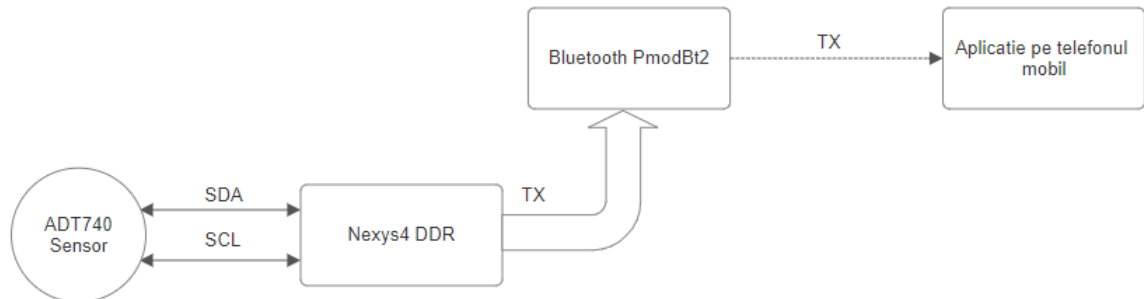 Bluetooth PmodBt2
TX
Aplicatie pe telefonul
mobil
ADT740
Sensor
SDA
SCL
Nexys4 DDR
TX